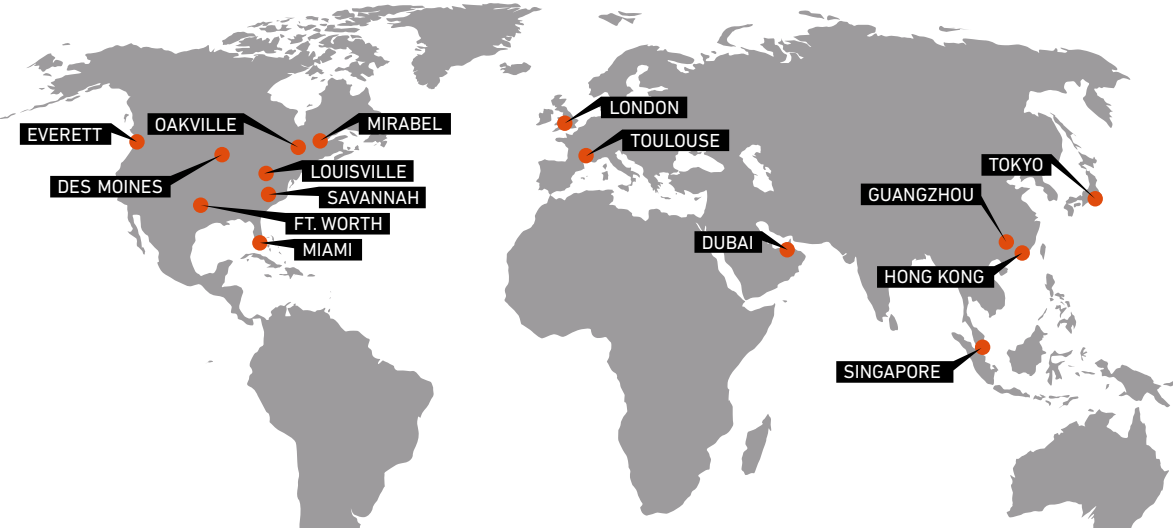 EVERETT
OAKVILLE
MIRABEL
DES MOINES
LOUISVILLE
SAVANNAH
FT. WORTH
MIAMI
LONDON
TOULOUSE
DUBAI
TOKYO
GUANGZHOU
HONG KONG
SINGAPORE